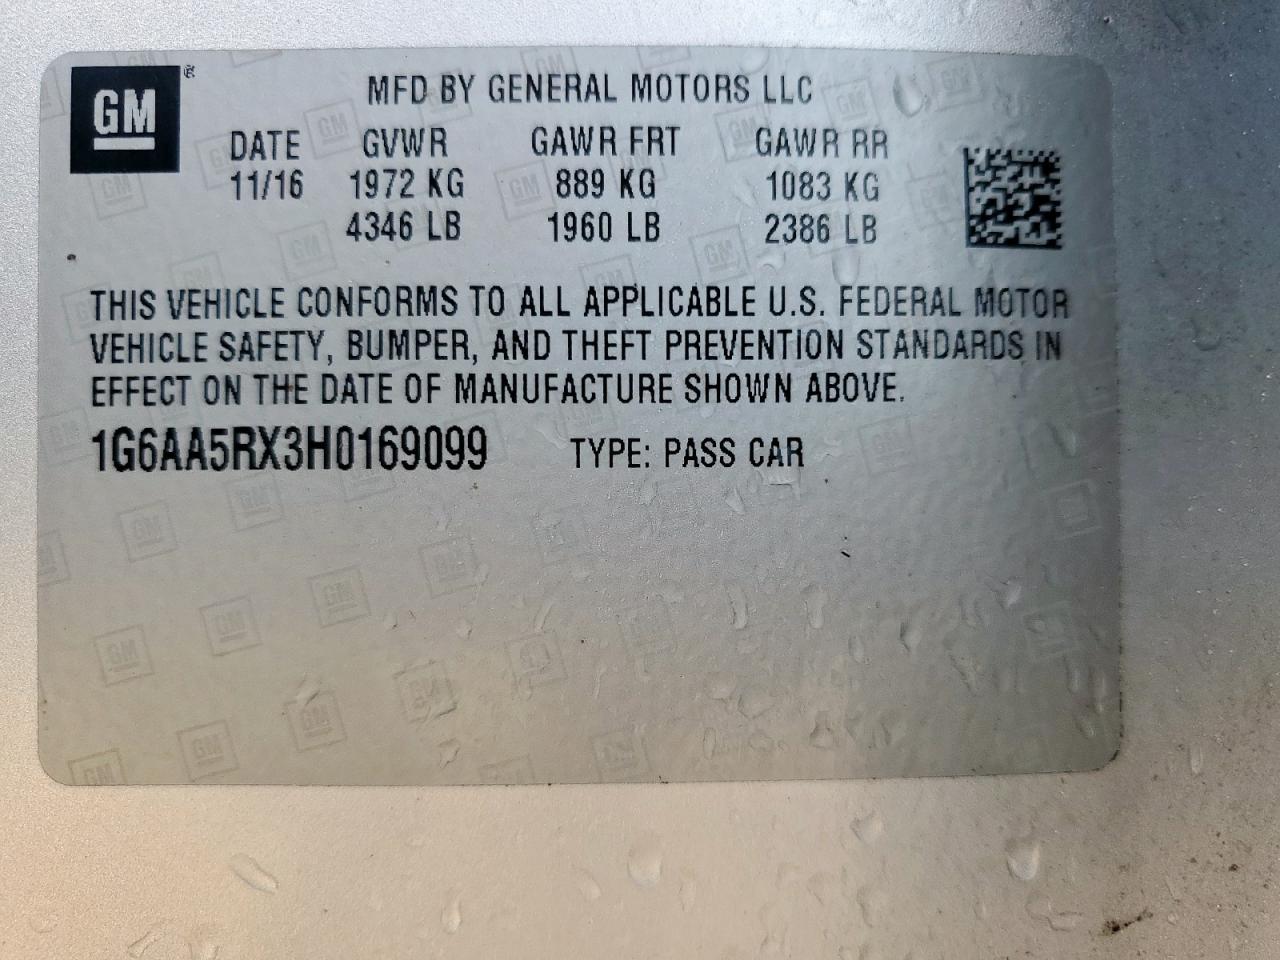 GM ®
MFD BY GENERAL MOTORS LLC
DATE GVWR GAWR FRT GAWR RR
11/16 1972 KG 889 KG 1083 KG
4346 LB 1960 LB 2386 LB
THIS VEHICLE CONFORMS TO ALL APPLICABLE U.S. FEDERAL MOTOR
VEHICLE SAFETY, BUMPER, AND THEFT PREVENTION STANDARDS IN
EFFECT ON THE DATE OF MANUFACTURE SHOWN ABOVE.
1G6AA5RX3H0169099 TYPE: PASS CAR